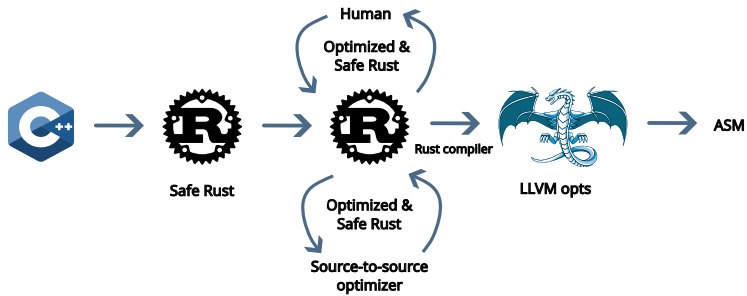 Human
Optimized &
Safe Rust
C++
R
R
Rust compiler
ASM
Safe Rust
LLVM opts
Optimized &
Safe Rust
Source-to-source
optimizer